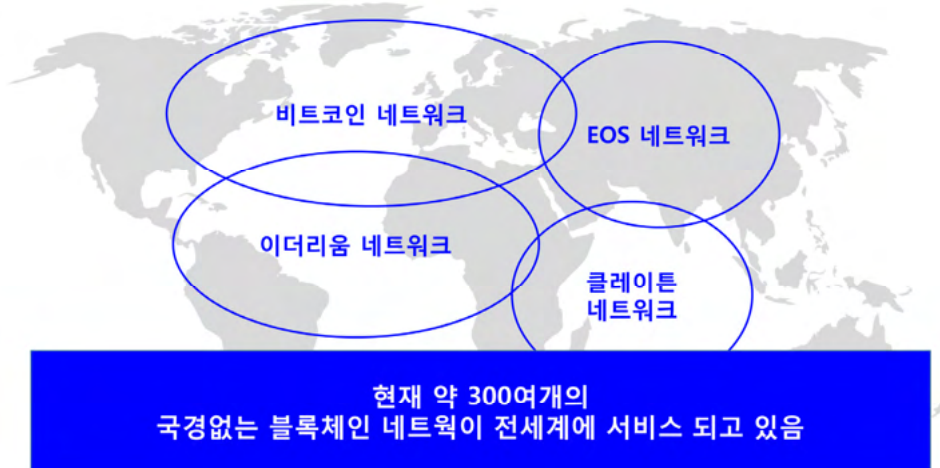 비트코인 네트워크
EOS 네트워크
이더리움 네트워크
클레이튼
네트워크
현재 약 300여개의
국경없는 블록체인 네트웍이 전세계에 서비스 되고 있음